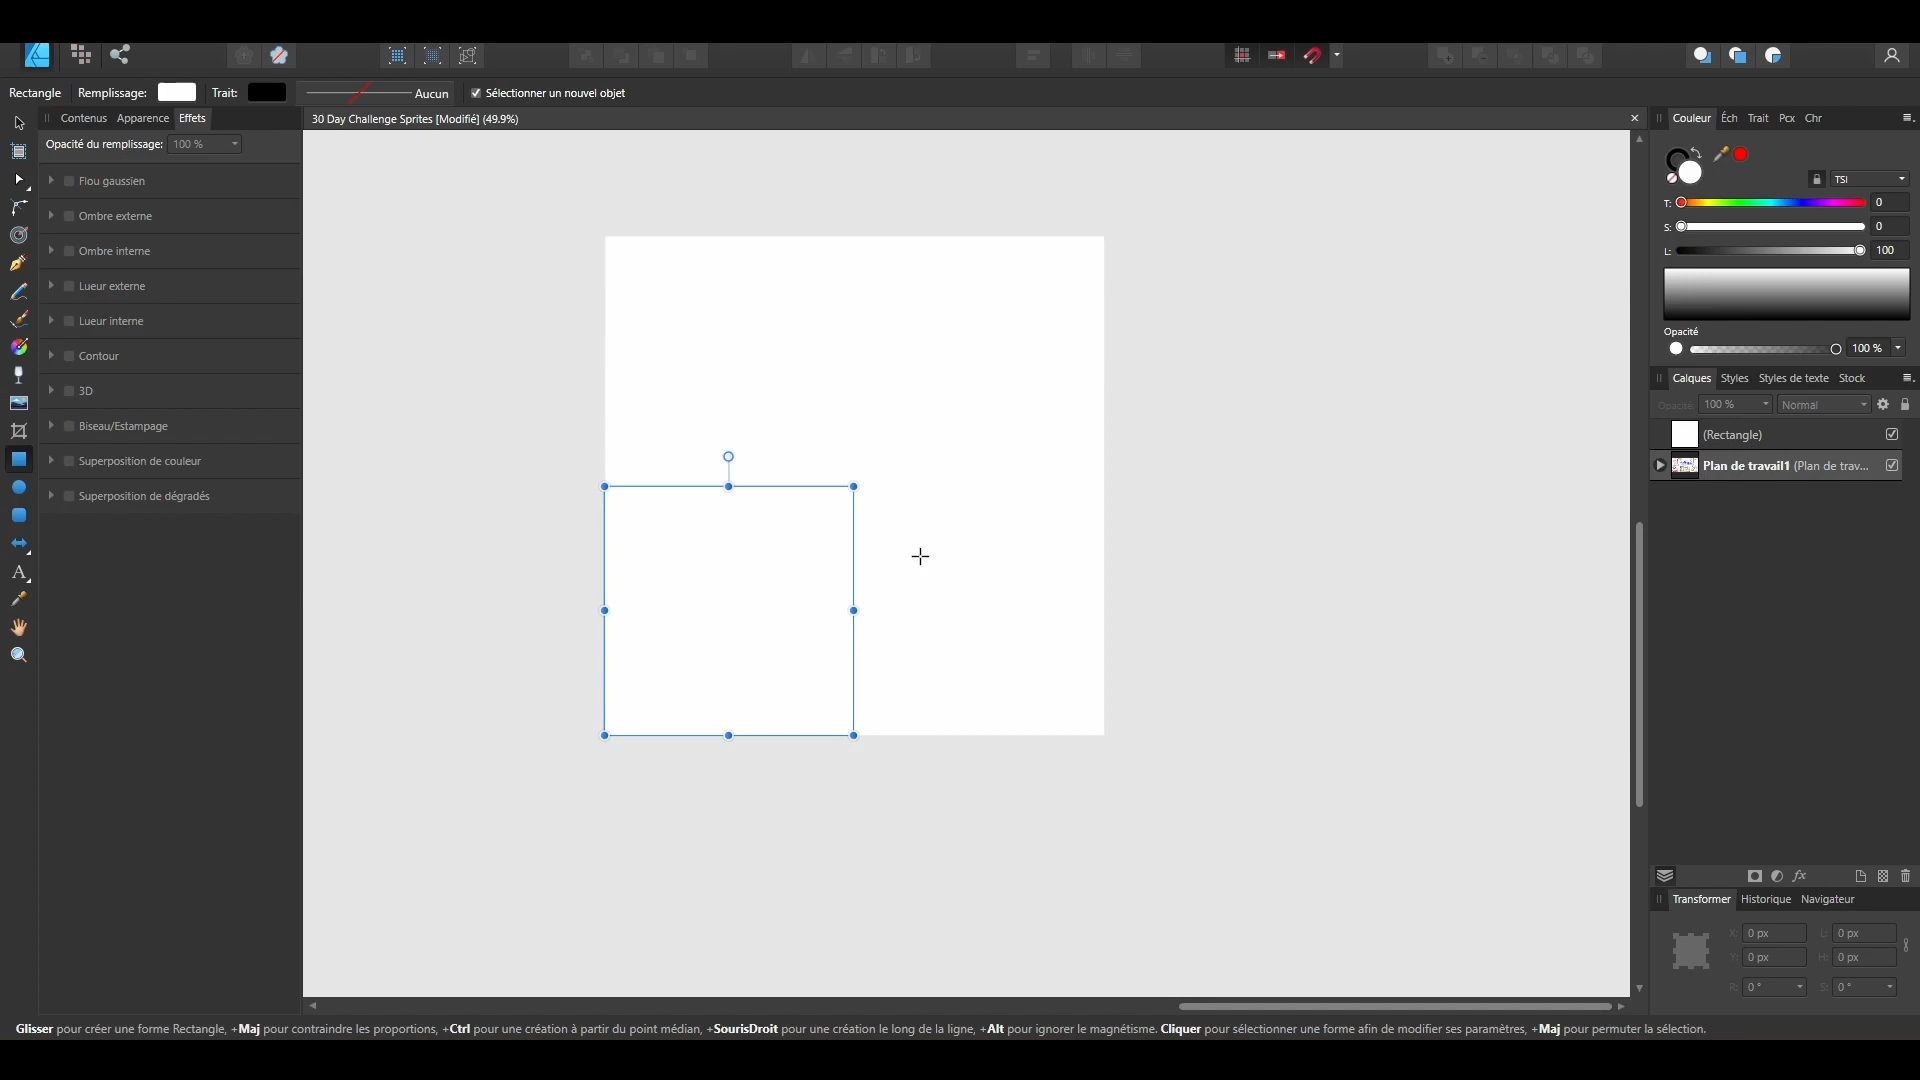 Rectangle Remplissage: Trait: Aucun Sélectionner un nouvel objet
Contenus Apparence Effets
30 Day Challenge Sprites [Modifié] (49.9%)
Opacité du remplissage: 100 %
Flou gaussien
Ombre externe
Ombre interne
Lueur externe
Lueur interne
Contour
3D
Biseau/Estampage
Superposition de couleur
Superposition de dégradés
A
Couleur Éch Trait Pcx Chr
TSI
T: 0
S: 0
L: 100
Opacité
100 %
Calques Styles Styles de texte Stock
Opacité: 100 % Normal
(Rectangle)
Plan de travail1 (Plan de trav...
fx
Transformer Historique Navigateur
X: 0 px L: 0 px
Y: 0 px H: 0 px
R: 0 ° S: 0 °
Glisser pour créer une forme Rectangle, +Maj pour contraindre les proportions, +Ctrl pour une création à partir du point médian, +SourisDroit pour une création le long de la ligne, +Alt pour ignorer le magnétisme. Cliquer pour sélectionner une forme afin de modifier ses paramètres, +Maj pour permuter la sélection.